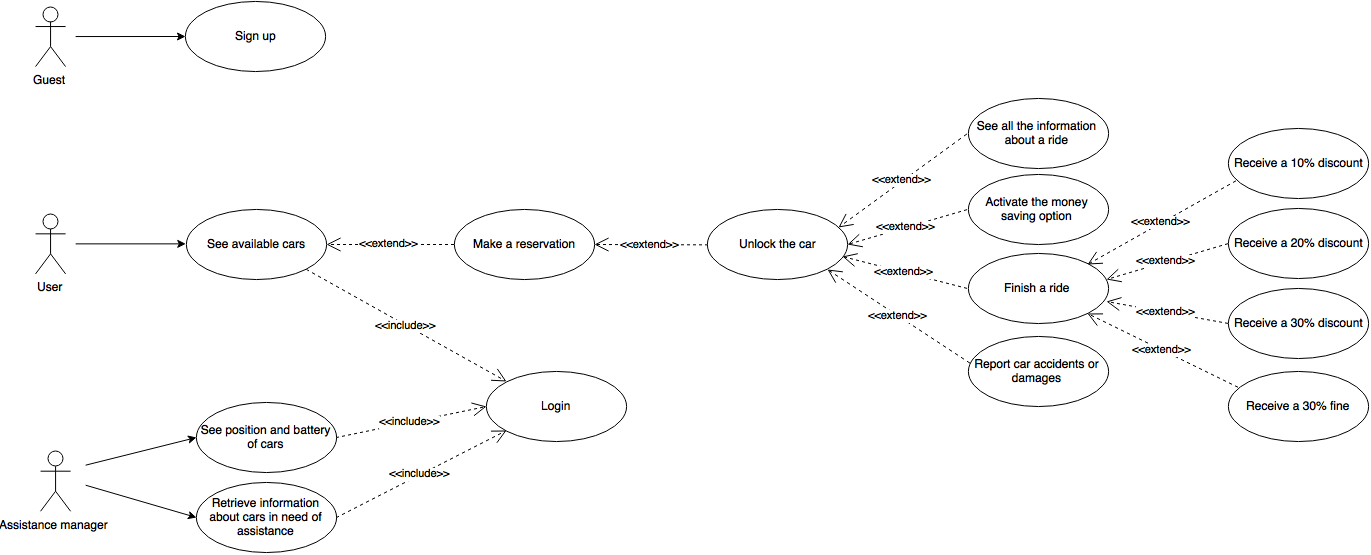 Sign up
Guest
See all the information
about a ride
Receive a 10% discount
<<extend>>
Activate the money
saving option
<<extend>>
<<extend>>
User
See available cars
<<extend>>
Make a reservation
<<extend>>
Unlock the car
Receive a 20% discount
<<extend>>
<<extend>>
Finish a ride
<<extend>>
Receive a 30% discount
<<extend>>
<<include>>
<<extend>>
Report car accidents or
damages
Login
Receive a 30% fine
See position and battery
of cars
<<include>>
<<include>>
Retrieve information
about cars in need of
assistance
Assistance manager